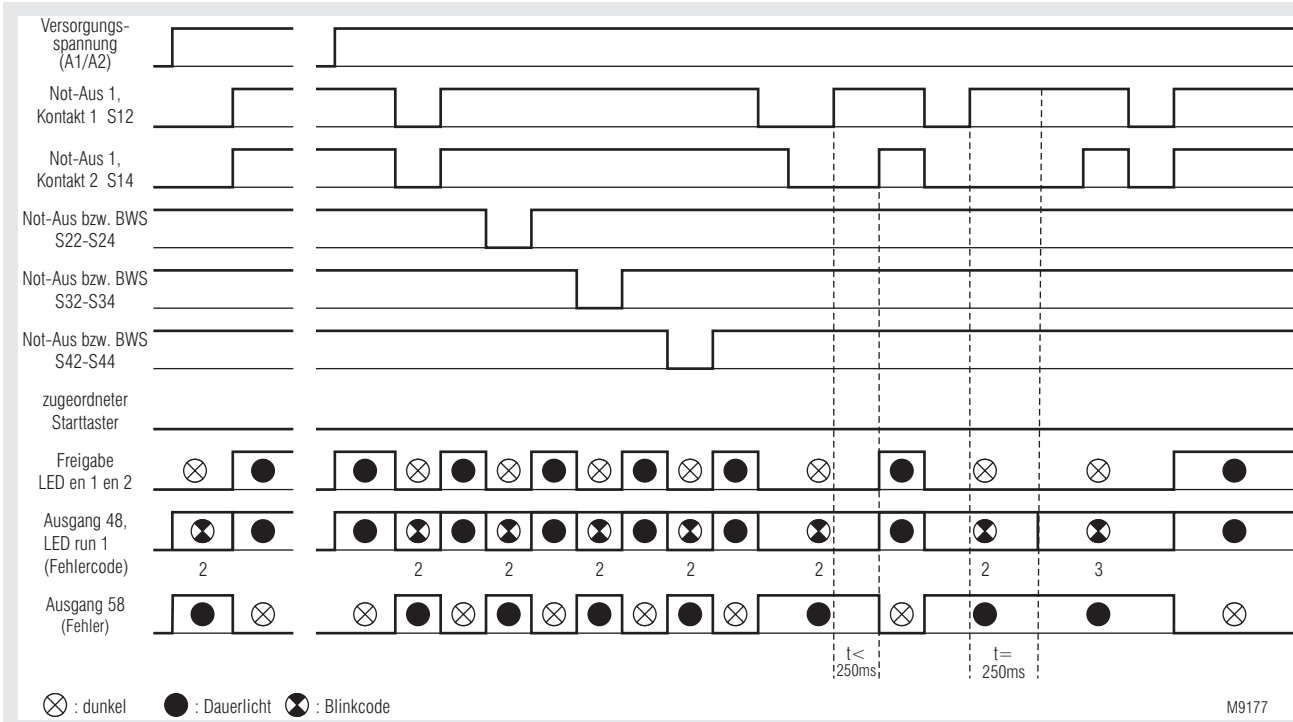 Versorgungs-
spannung
(A1/A2)
Not-Aus 1,
Kontakt 1 S12
Not-Aus 1,
Kontakt 2 S14
Not-Aus bzw. BWS
S22-S24
Not-Aus bzw. BWS
S32-S34
Not-Aus bzw. BWS
S42-S44
zugeordneter
Starttaster
Freigabe
LED en 1 en 2
Ausgang 48,
LED run 1
(Fehlercode)
2 2 2 2 2 2 2 3
Ausgang 58
(Fehler)
t<
250ms
t=
250ms
: dunkel : Dauerlicht : Blinkcode
M9177